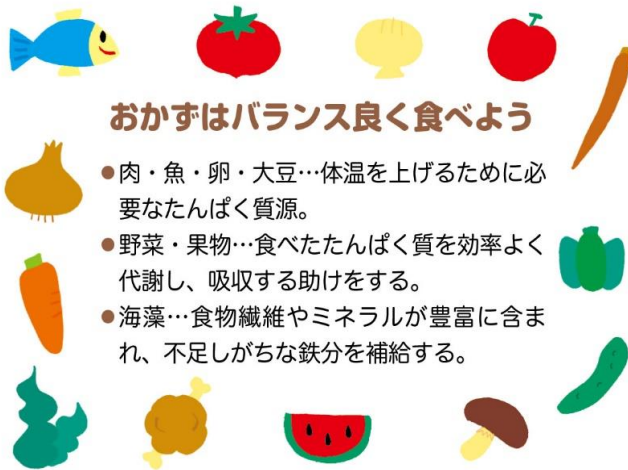 おかずはバランス良く食べよう
●肉・魚・卵・大豆…体温を上げるために必
要なたんぱく質源。
●野菜・果物…食べたたんぱく質を効率よく
代謝し、吸収する助けをする。
●海藻…食物繊維やミネラルが豊富に含ま
れ、不足しがちな鉄分を補給する。